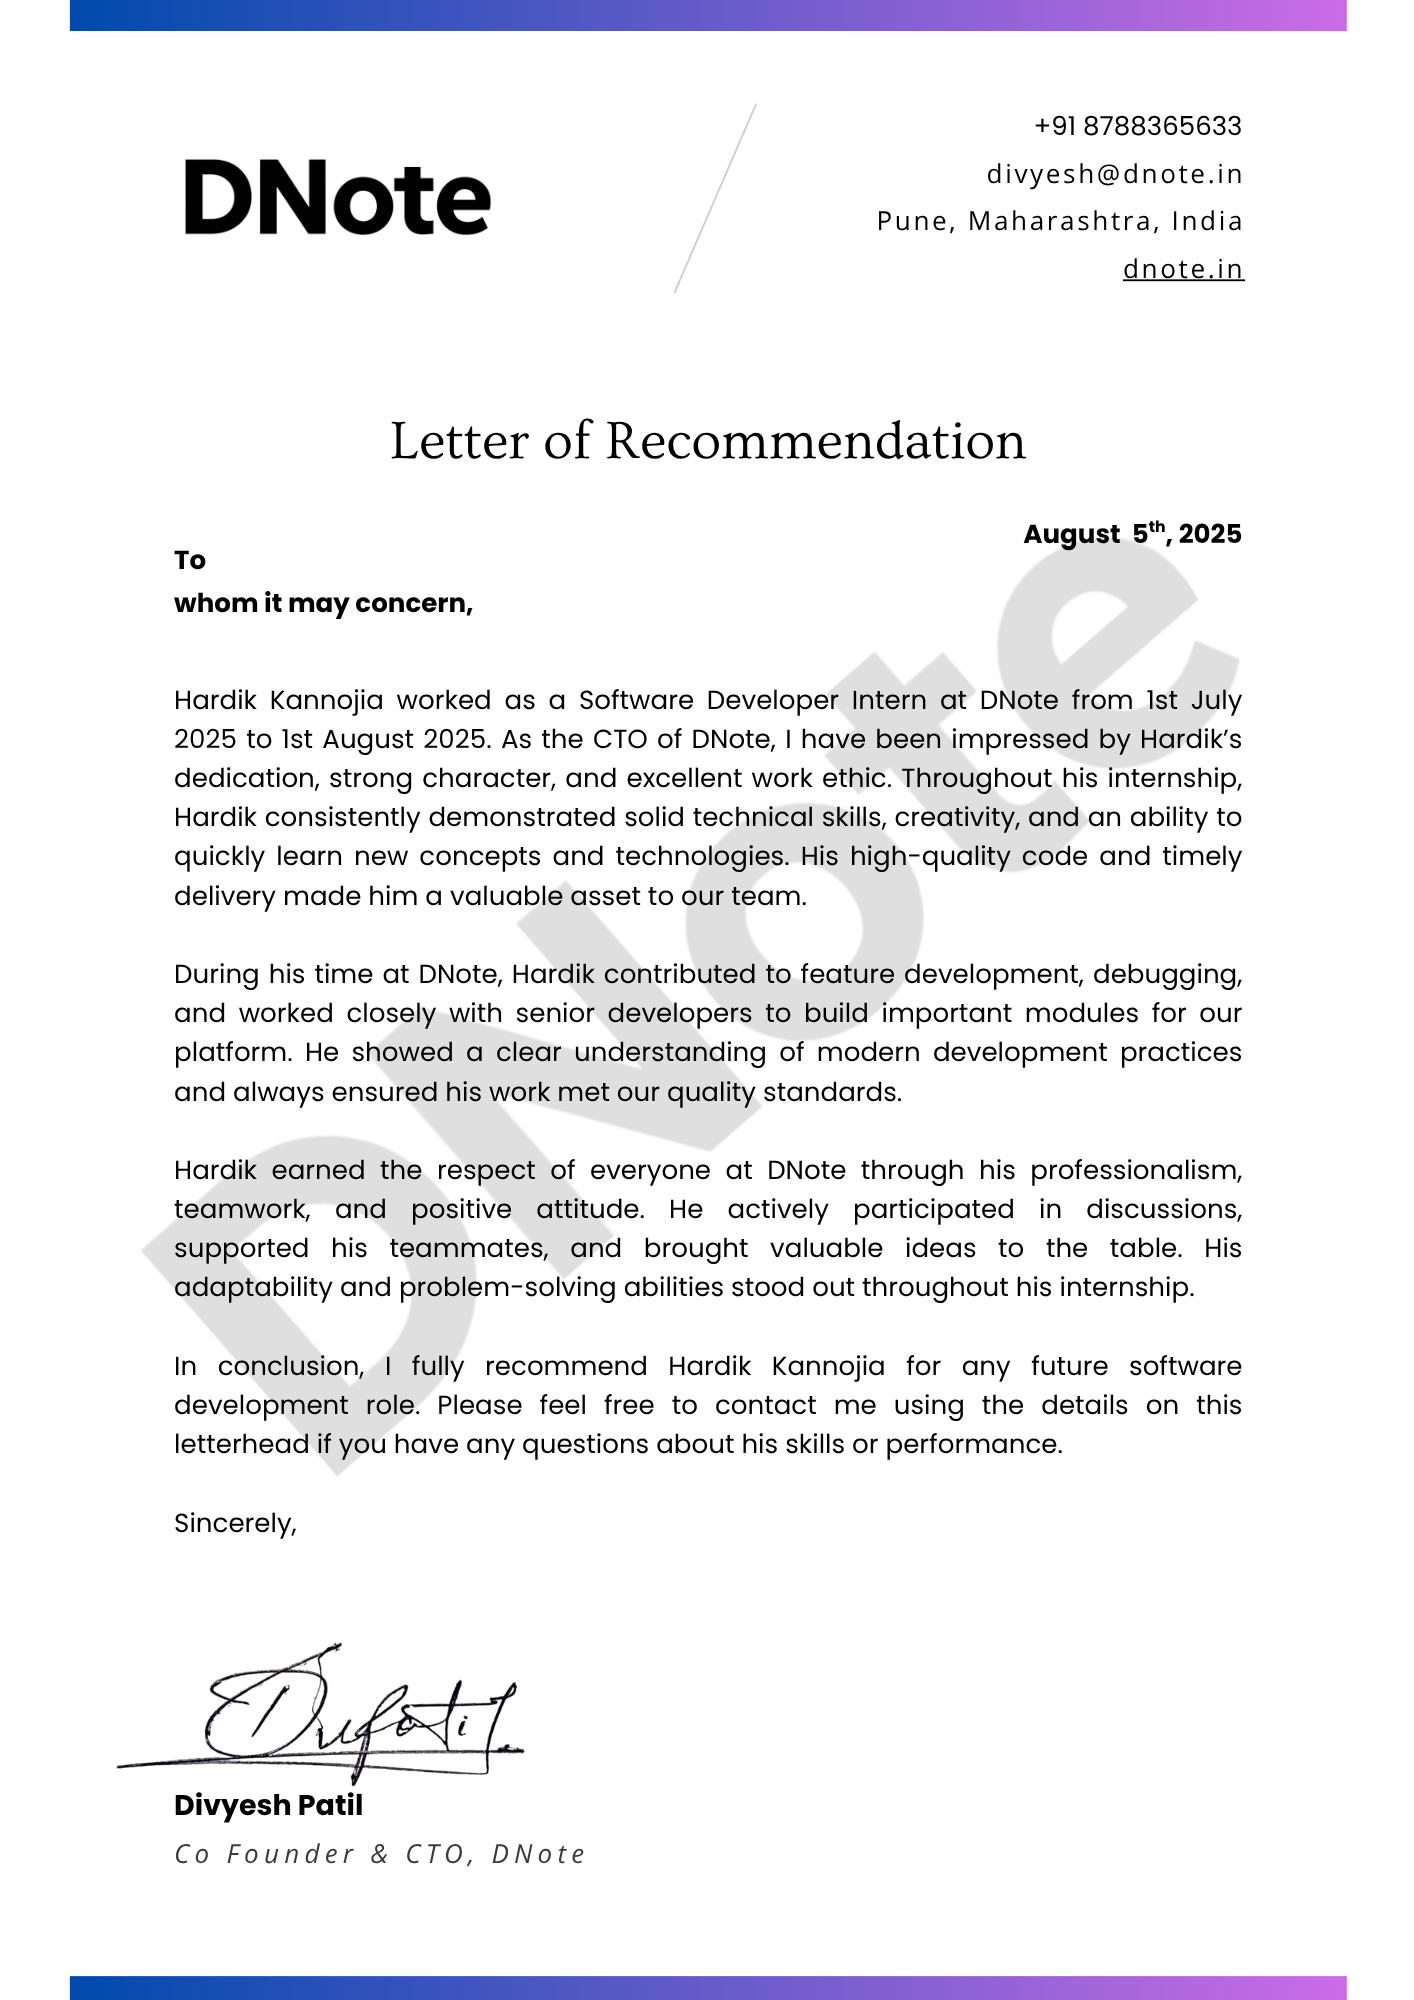 DNote
+91 8788365633
divyesh@dnote.in
Pune, Maharashtra, India
dnote.in
Letter of Recommendation
August 5th, 2025
To
whom it may concern,
Hardik Kannojia worked as a Software Developer Intern at DNote from 1st July
2025 to 1st August 2025. As the CTO of DNote, I have been impressed by Hardik’s
dedication, strong character, and excellent work ethic. Throughout his internship,
Hardik consistently demonstrated solid technical skills, creativity, and an ability to
quickly learn new concepts and technologies. His high-quality code and timely
delivery made him a valuable asset to our team.
During his time at DNote, Hardik contributed to feature development, debugging,
and worked closely with senior developers to build important modules for our
platform. He showed a clear understanding of modern development practices
and always ensured his work met our quality standards.
Hardik earned the respect of everyone at DNote through his professionalism,
teamwork, and positive attitude. He actively participated in discussions,
supported his teammates, and brought valuable ideas to the table. His
adaptability and problem-solving abilities stood out throughout his internship.
In conclusion, I fully recommend Hardik Kannojia for any future software
development role. Please feel free to contact me using the details on this
letterhead if you have any questions about his skills or performance.
Sincerely,
Divyesh Patil
Co Founder & CTO, DNote
DNote